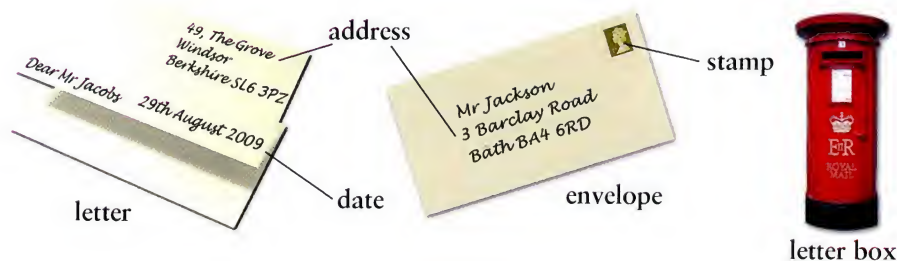 49, The Grove
Windsor
Berkshire SL6 3PZ
Dear Mr Jacobs 29th August 2009
letter
address
date
Mr Jackson
3 Barclay Road
Bath BA4 6RD
stamp
envelope
EIIR
ROYAL
MAIL
letter box